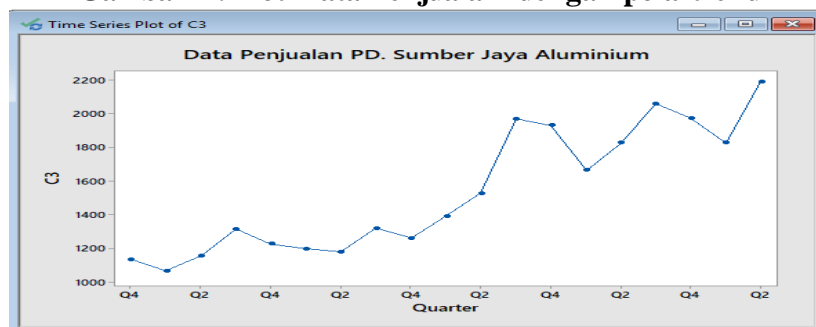 Time Series Plot of C3
Data Penjualan PD. Sumber Jaya Aluminium
2200
2000
1800
1600
1400
1200
1000
C3
Q4 Q2 Q4 Q2 Q4 Q2 Q4 Q2 Q4 Q2
Quarter